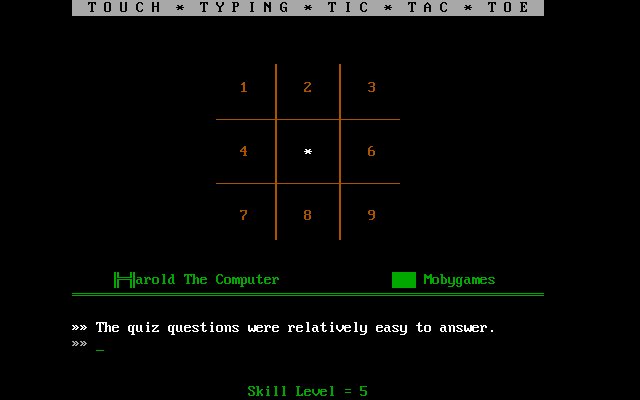 TOUCH * TYPING * TIC * TAC * TOE
1 2 3
4 * 6
7 8 9
╟─╢arold The Computer ███ Mobygames
»» The quiz questions were relatively easy to answer.
»» _
Skill Level = 5